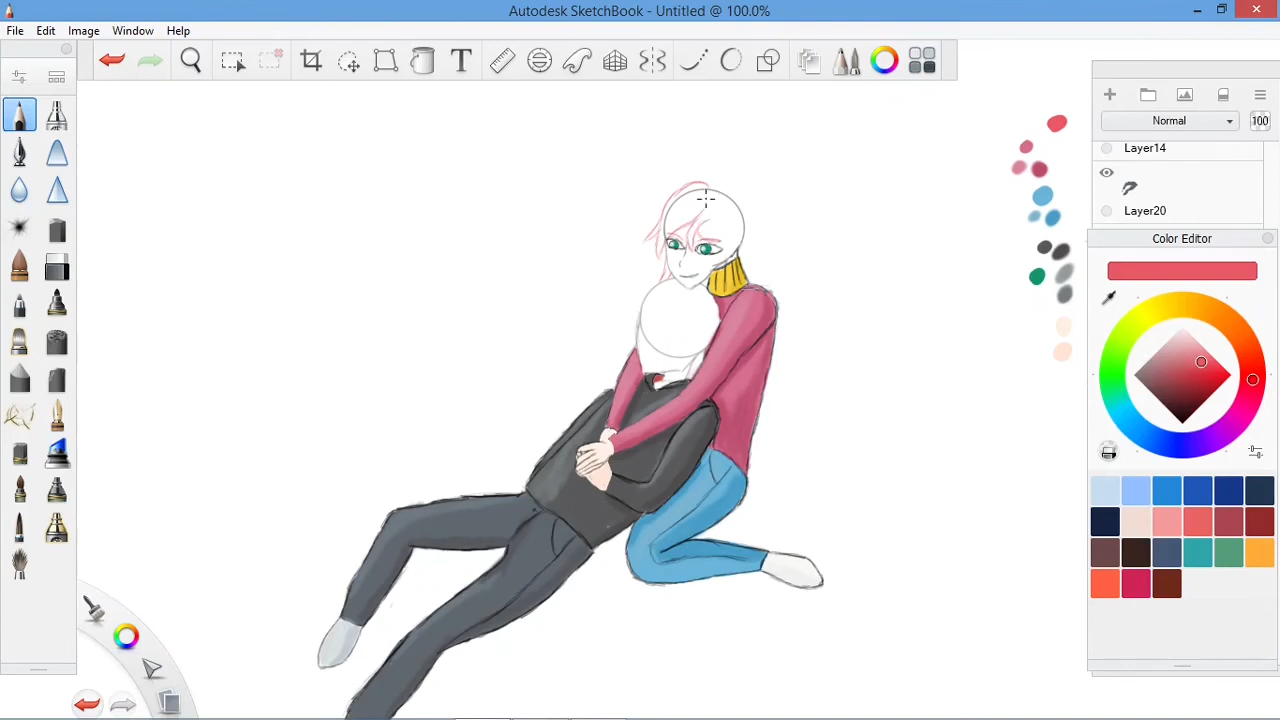 Autodesk SketchBook - Untitled @ 100.0%
File Edit Image Window Help
T
Normal 100
Layer14
Layer20
Color Editor